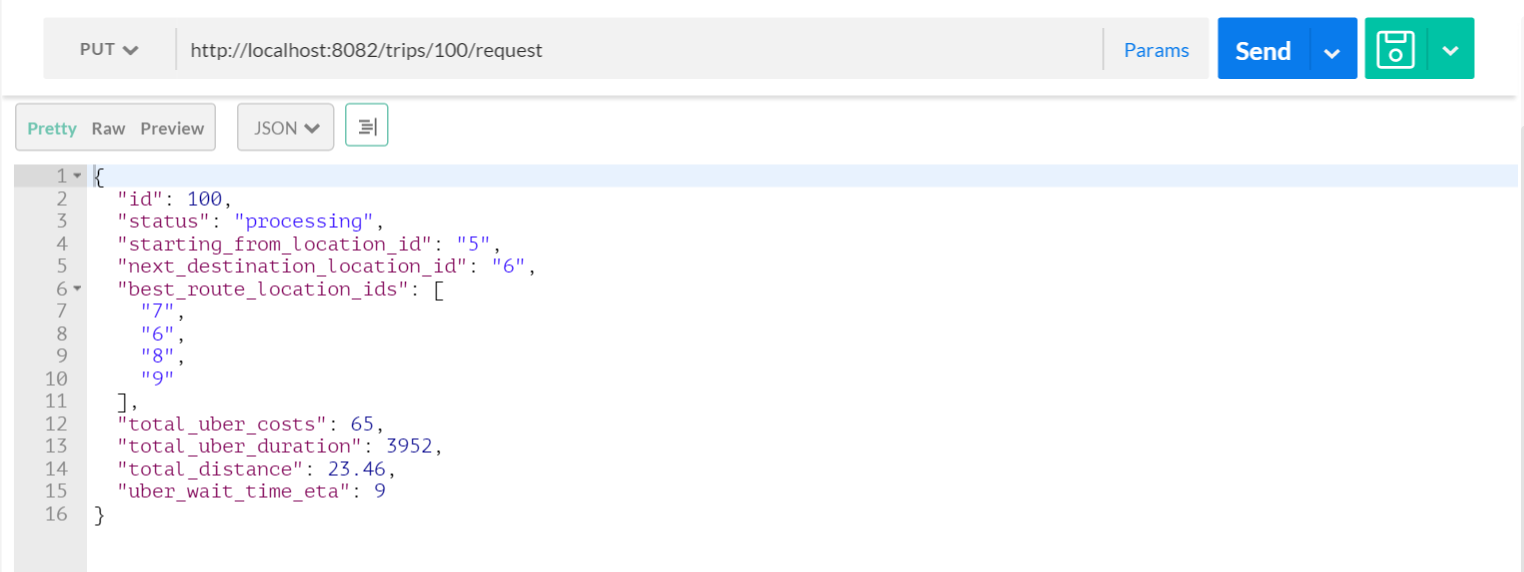 PUT http://localhost:8082/trips/100/request Params Send
Pretty Raw Preview JSON
1 {
2 "id": 100,
3 "status": "processing",
4 "starting_from_location_id": "5",
5 "next_destination_location_id": "6",
6 "best_route_location_ids": [
7 "7",
8 "6",
9 "8",
10 "9"
11 ],
12 "total_uber_costs": 65,
13 "total_uber_duration": 3952,
14 "total_distance": 23.46,
15 "uber_wait_time_eta": 9
16 }